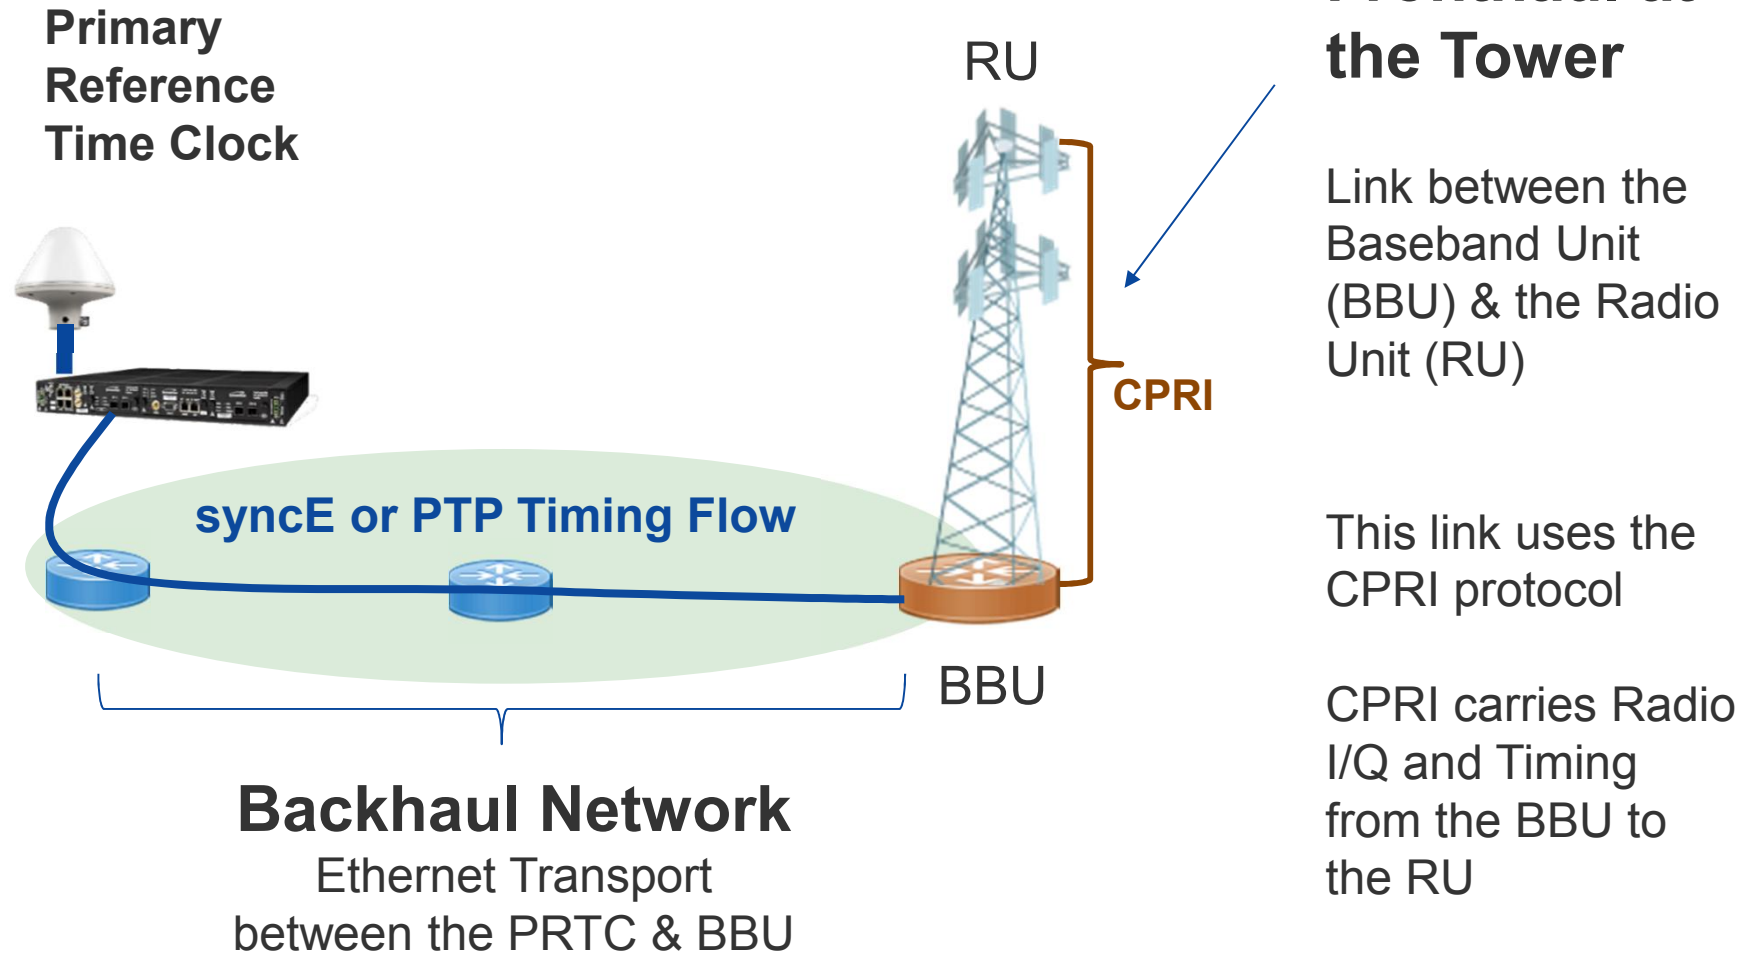 Primary
Reference
Time Clock
RU
the Tower
Link between the
Baseband Unit
(BBU) & the Radio
Unit (RU)
CPRI
syncE or PTP Timing Flow
This link uses the
CPRI protocol
BBU
CPRI carries Radio
I/Q and Timing
from the BBU to
the RU
Backhaul Network
Ethernet Transport
between the PRTC & BBU